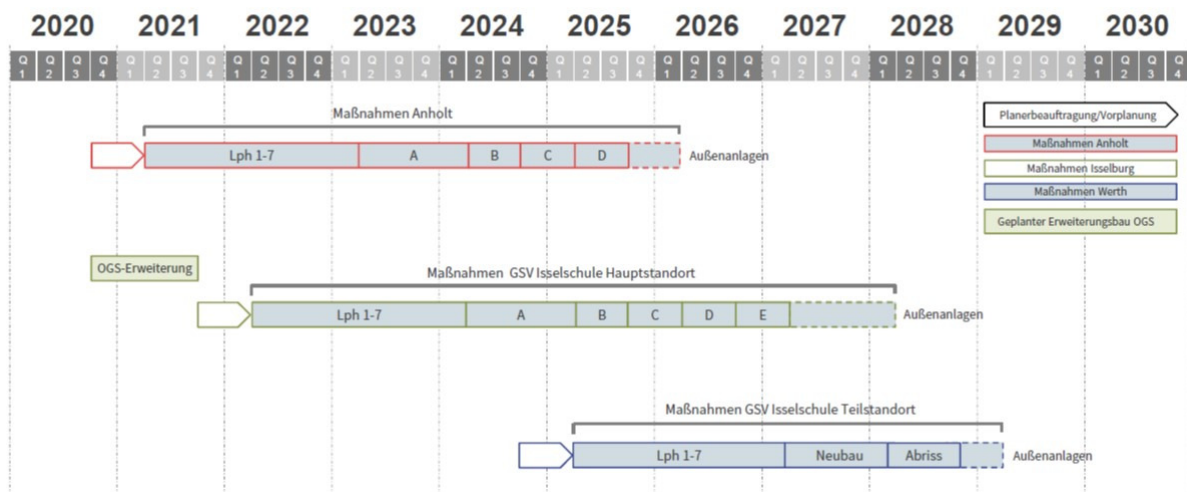 2020 2021 2022 2023 2024 2025 2026 2027 2028 2029 2030
Q 1 Q 2 Q 3 Q 4 Q 1 Q 2 Q 3 Q 4 Q 1 Q 2 Q 3 Q 4 Q 1 Q 2 Q 3 Q 4 Q 1 Q 2 Q 3 Q 4 Q 1 Q 2 Q 3 Q 4 Q 1 Q 2 Q 3 Q 4 Q 1 Q 2 Q 3 Q 4 Q 1 Q 2 Q 3 Q 4 Q 1 Q 2 Q 3 Q 4 Q 1 Q 2 Q 3 Q 4
Maßnahmen Anholt
Lph 1-7 A B C D Außenanlagen
Planerbeauftragung/Vorplanung
Maßnahmen Anholt
Maßnahmen Isselburg
Maßnahmen Werth
Geplanter Erweiterungsbau OGS
OGS-Erweiterung
Maßnahmen GSV Isselschule Hauptstandort
Lph 1-7 A B C D E Außenanlagen
Maßnahmen GSV Isselschule Teilstandort
Lph 1-7 Neubau Abriss Außenanlagen